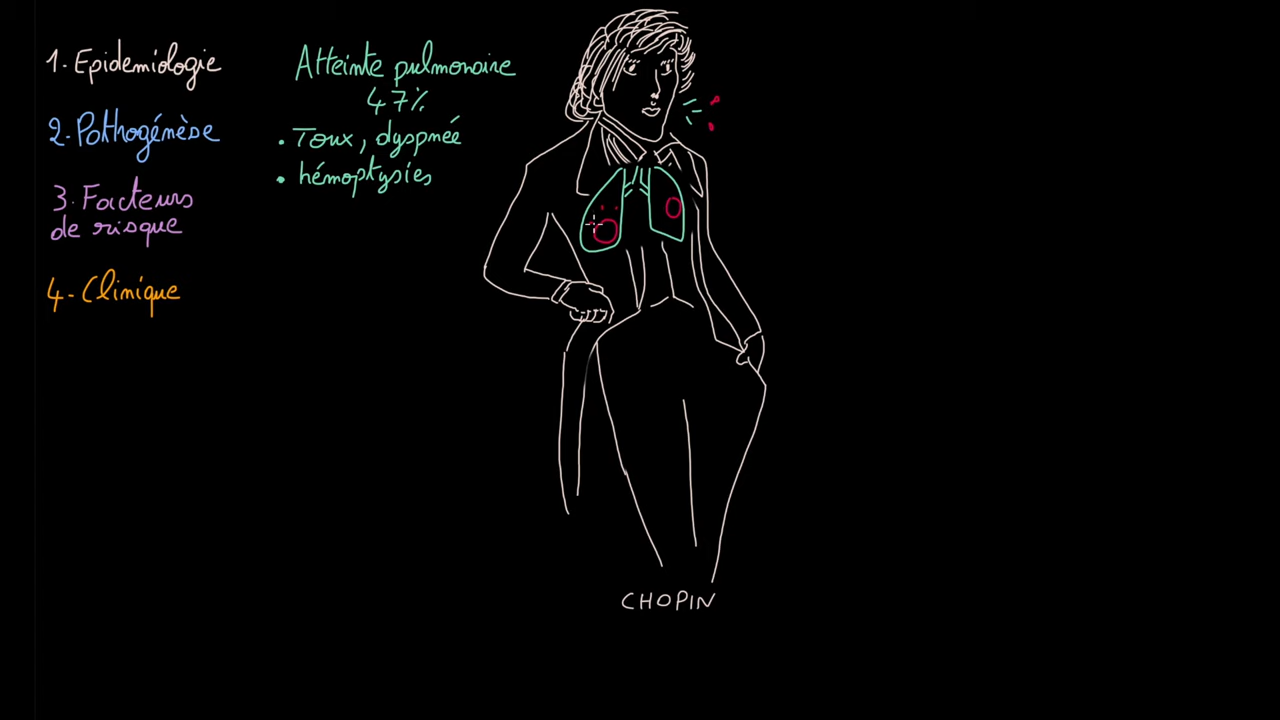 1. Epidemiologie
2. Pathogénèse
3. Facteurs
de risque
4- Clinique
Atteinte pulmonaire
47%
• Toux, dyspnée
• hémoptysies
CHOPIN